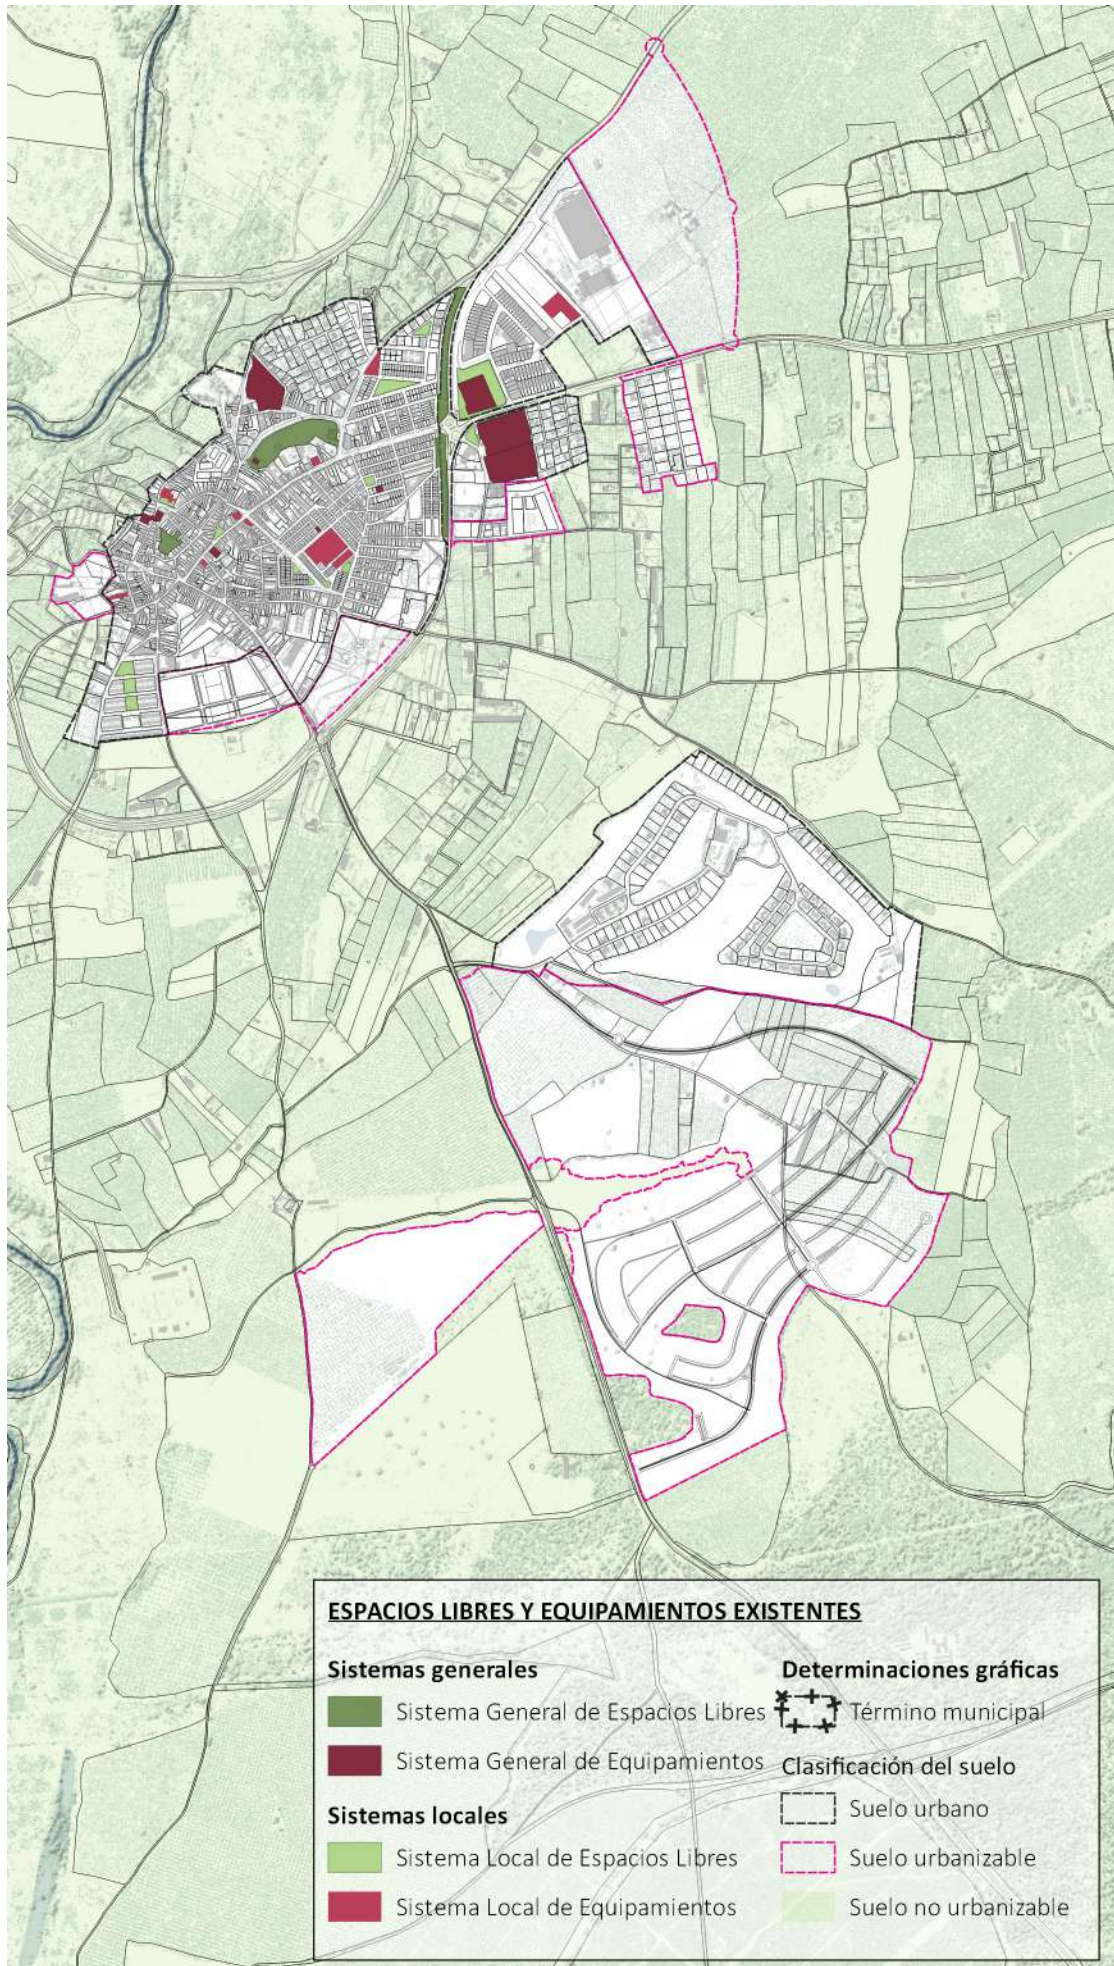 ESPACIOS LIBRES Y EQUIPAMIENTOS EXISTENTES
Sistemas generales
Sistema General de Espacios Libres
Sistema General de Equipamientos
Sistemas locales
Sistema Local de Espacios Libres
Sistema Local de Equipamientos
Determinaciones gráficas
Término municipal
Clasificación del suelo
Suelo urbano
Suelo urbanizable
Suelo no urbanizable